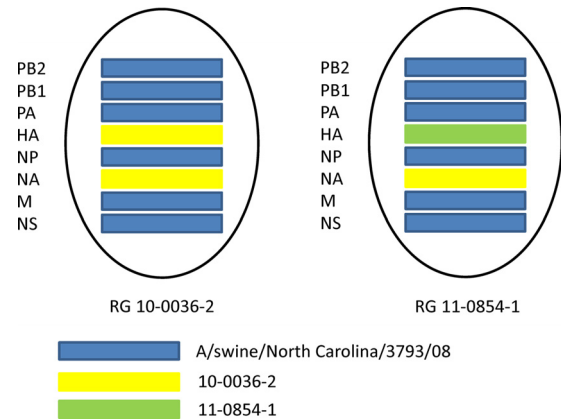 PB2
PB1
PA
HA
NP
NA
M
NS
RG 10-0036-2
PB2
PB1
PA
HA
NP
NA
M
NS
RG 11-0854-1
A/swine/North Carolina/3793/08
10-0036-2
11-0854-1